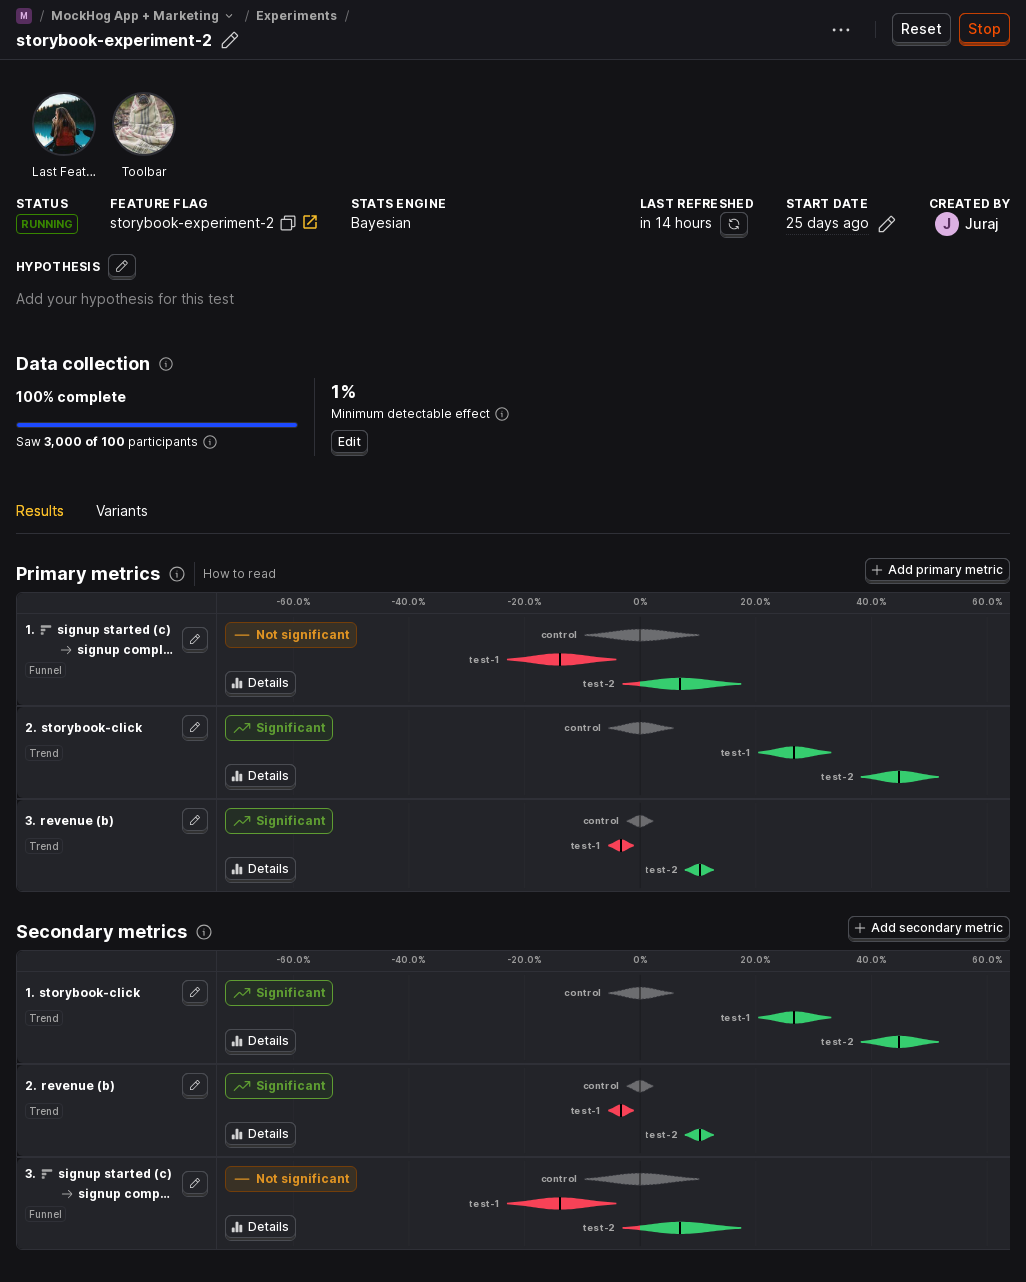 M / MockHog App + Marketing / Experiments /
storybook-experiment-2
Reset
Stop
Last Feat...
Toolbar
STATUS
RUNNING
FEATURE FLAG
storybook-experiment-2
STATS ENGINE
Bayesian
LAST REFRESHED
in 14 hours
START DATE
25 days ago
CREATED BY
J Juraj
HYPOTHESIS
Add your hypothesis for this test
Data collection
100% complete
Saw 3,000 of 100 participants
1%
Minimum detectable effect
Edit
Results
Variants
Primary metrics
How to read
Add primary metric
-60.0% -40.0% -20.0% 0% 20.0% 40.0% 60.0%
1. signup started (c)
signup compl...
Funnel
Not significant
Details
control
test-1
test-2
2. storybook-click
Trend
Significant
Details
control
test-1
test-2
3. revenue (b)
Trend
Significant
Details
control
test-1
test-2
Secondary metrics
Add secondary metric
-60.0% -40.0% -20.0% 0% 20.0% 40.0% 60.0%
1. storybook-click
Trend
Significant
Details
control
test-1
test-2
2. revenue (b)
Trend
Significant
Details
control
test-1
test-2
3. signup started (c)
signup comp...
Funnel
Not significant
Details
control
test-1
test-2